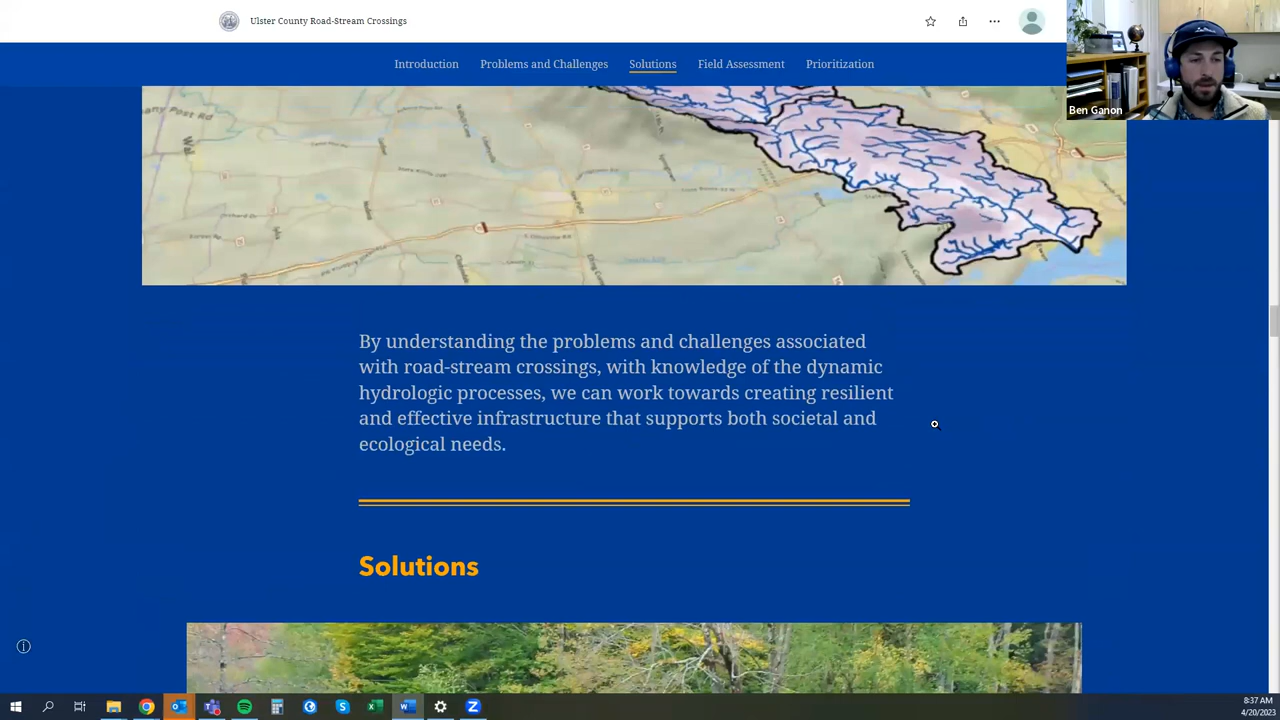 Ulster County Road-Stream Crossings
Ben Ganon
Introduction
Problems and Challenges
Solutions
Field Assessment
Prioritization
By understanding the problems and challenges associated
with road-stream crossings, with knowledge of the dynamic
hydrologic processes, we can work towards creating resilient
and effective infrastructure that supports both societal and
ecological needs.
Solutions
8:37 AM
4/20/2023